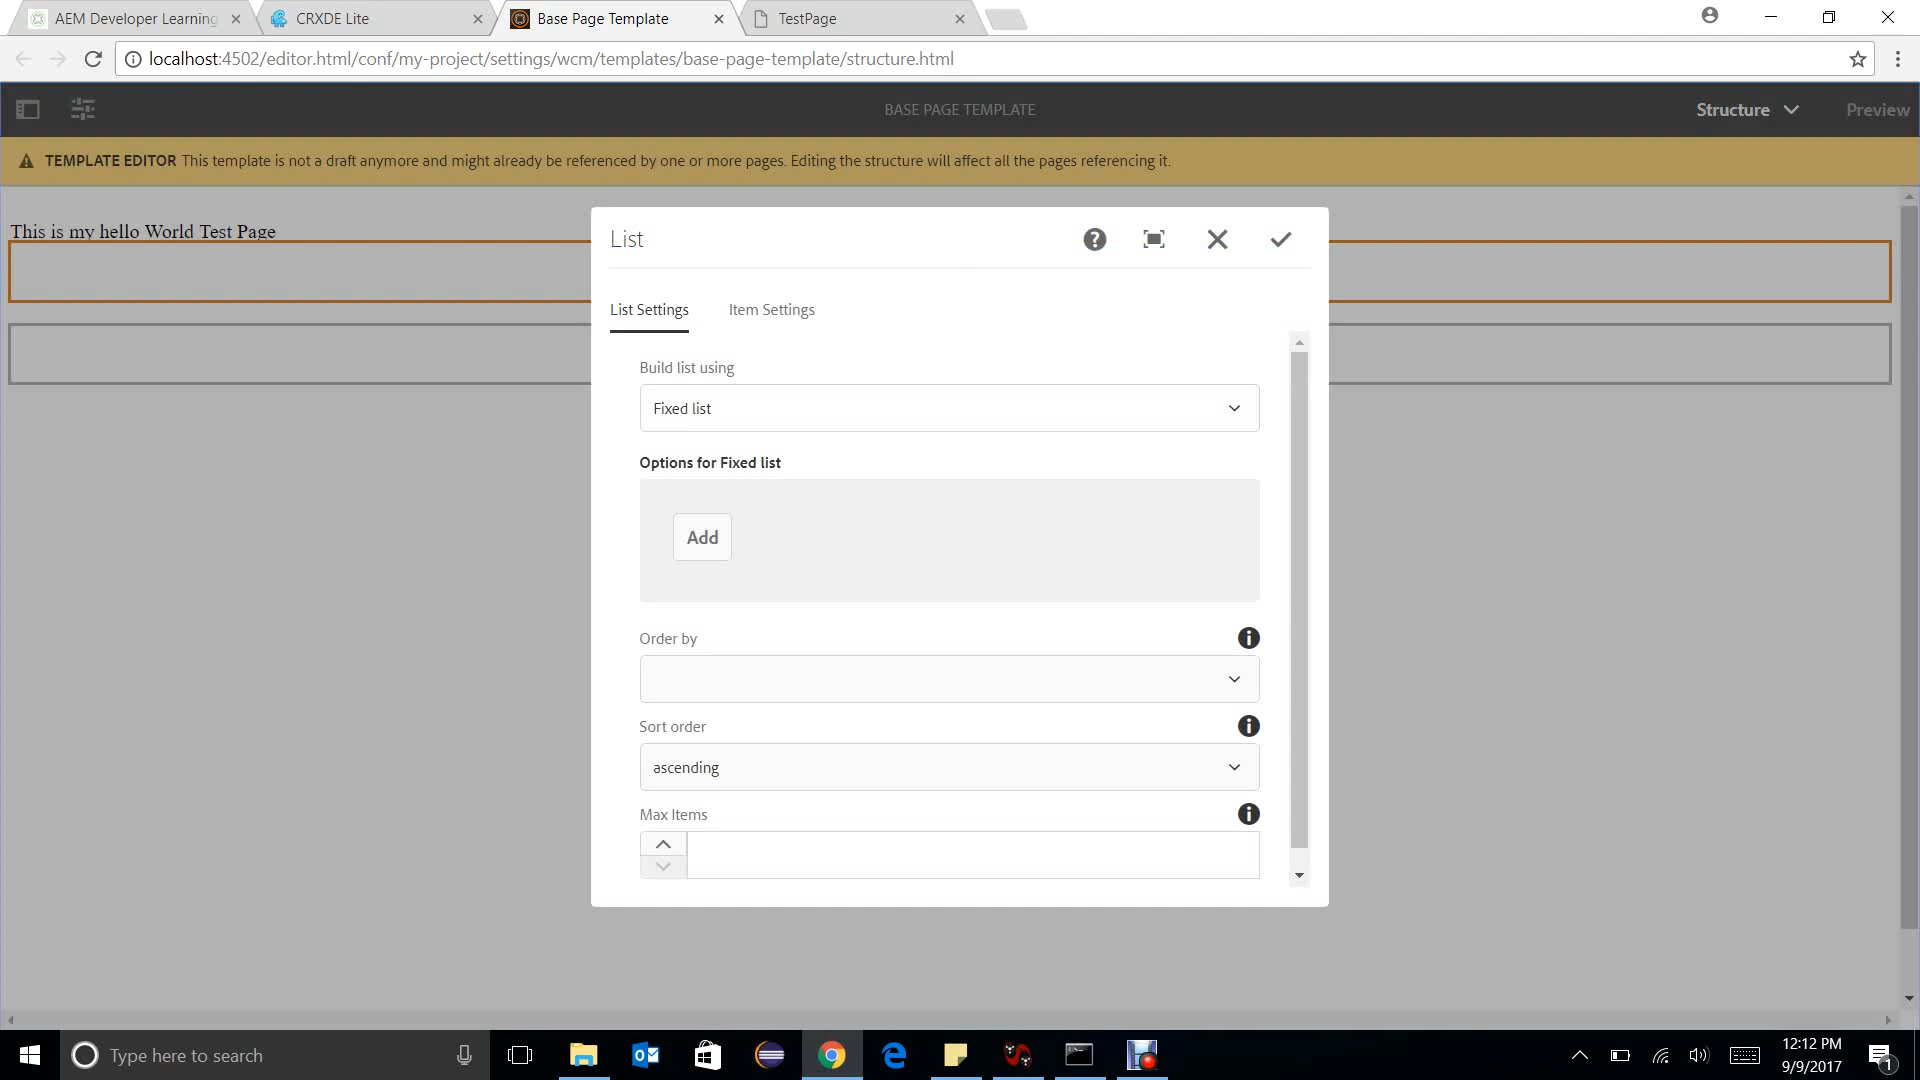 AEM Developer Learning
CRXDE Lite
Base Page Template
TestPage
localhost:4502/editor.html/conf/my-project/settings/wcm/templates/base-page-template/structure.html
BASE PAGE TEMPLATE
Structure
Preview
TEMPLATE EDITOR This template is not a draft anymore and might already be referenced by one or more pages. Editing the structure will affect all the pages referencing it.
This is my hello World Test Page
List
List Settings
Item Settings
Build list using
Fixed list
Options for Fixed list
Add
Order by
Sort order
ascending
Max Items
Type here to search
12:12 PM
9/9/2017
1